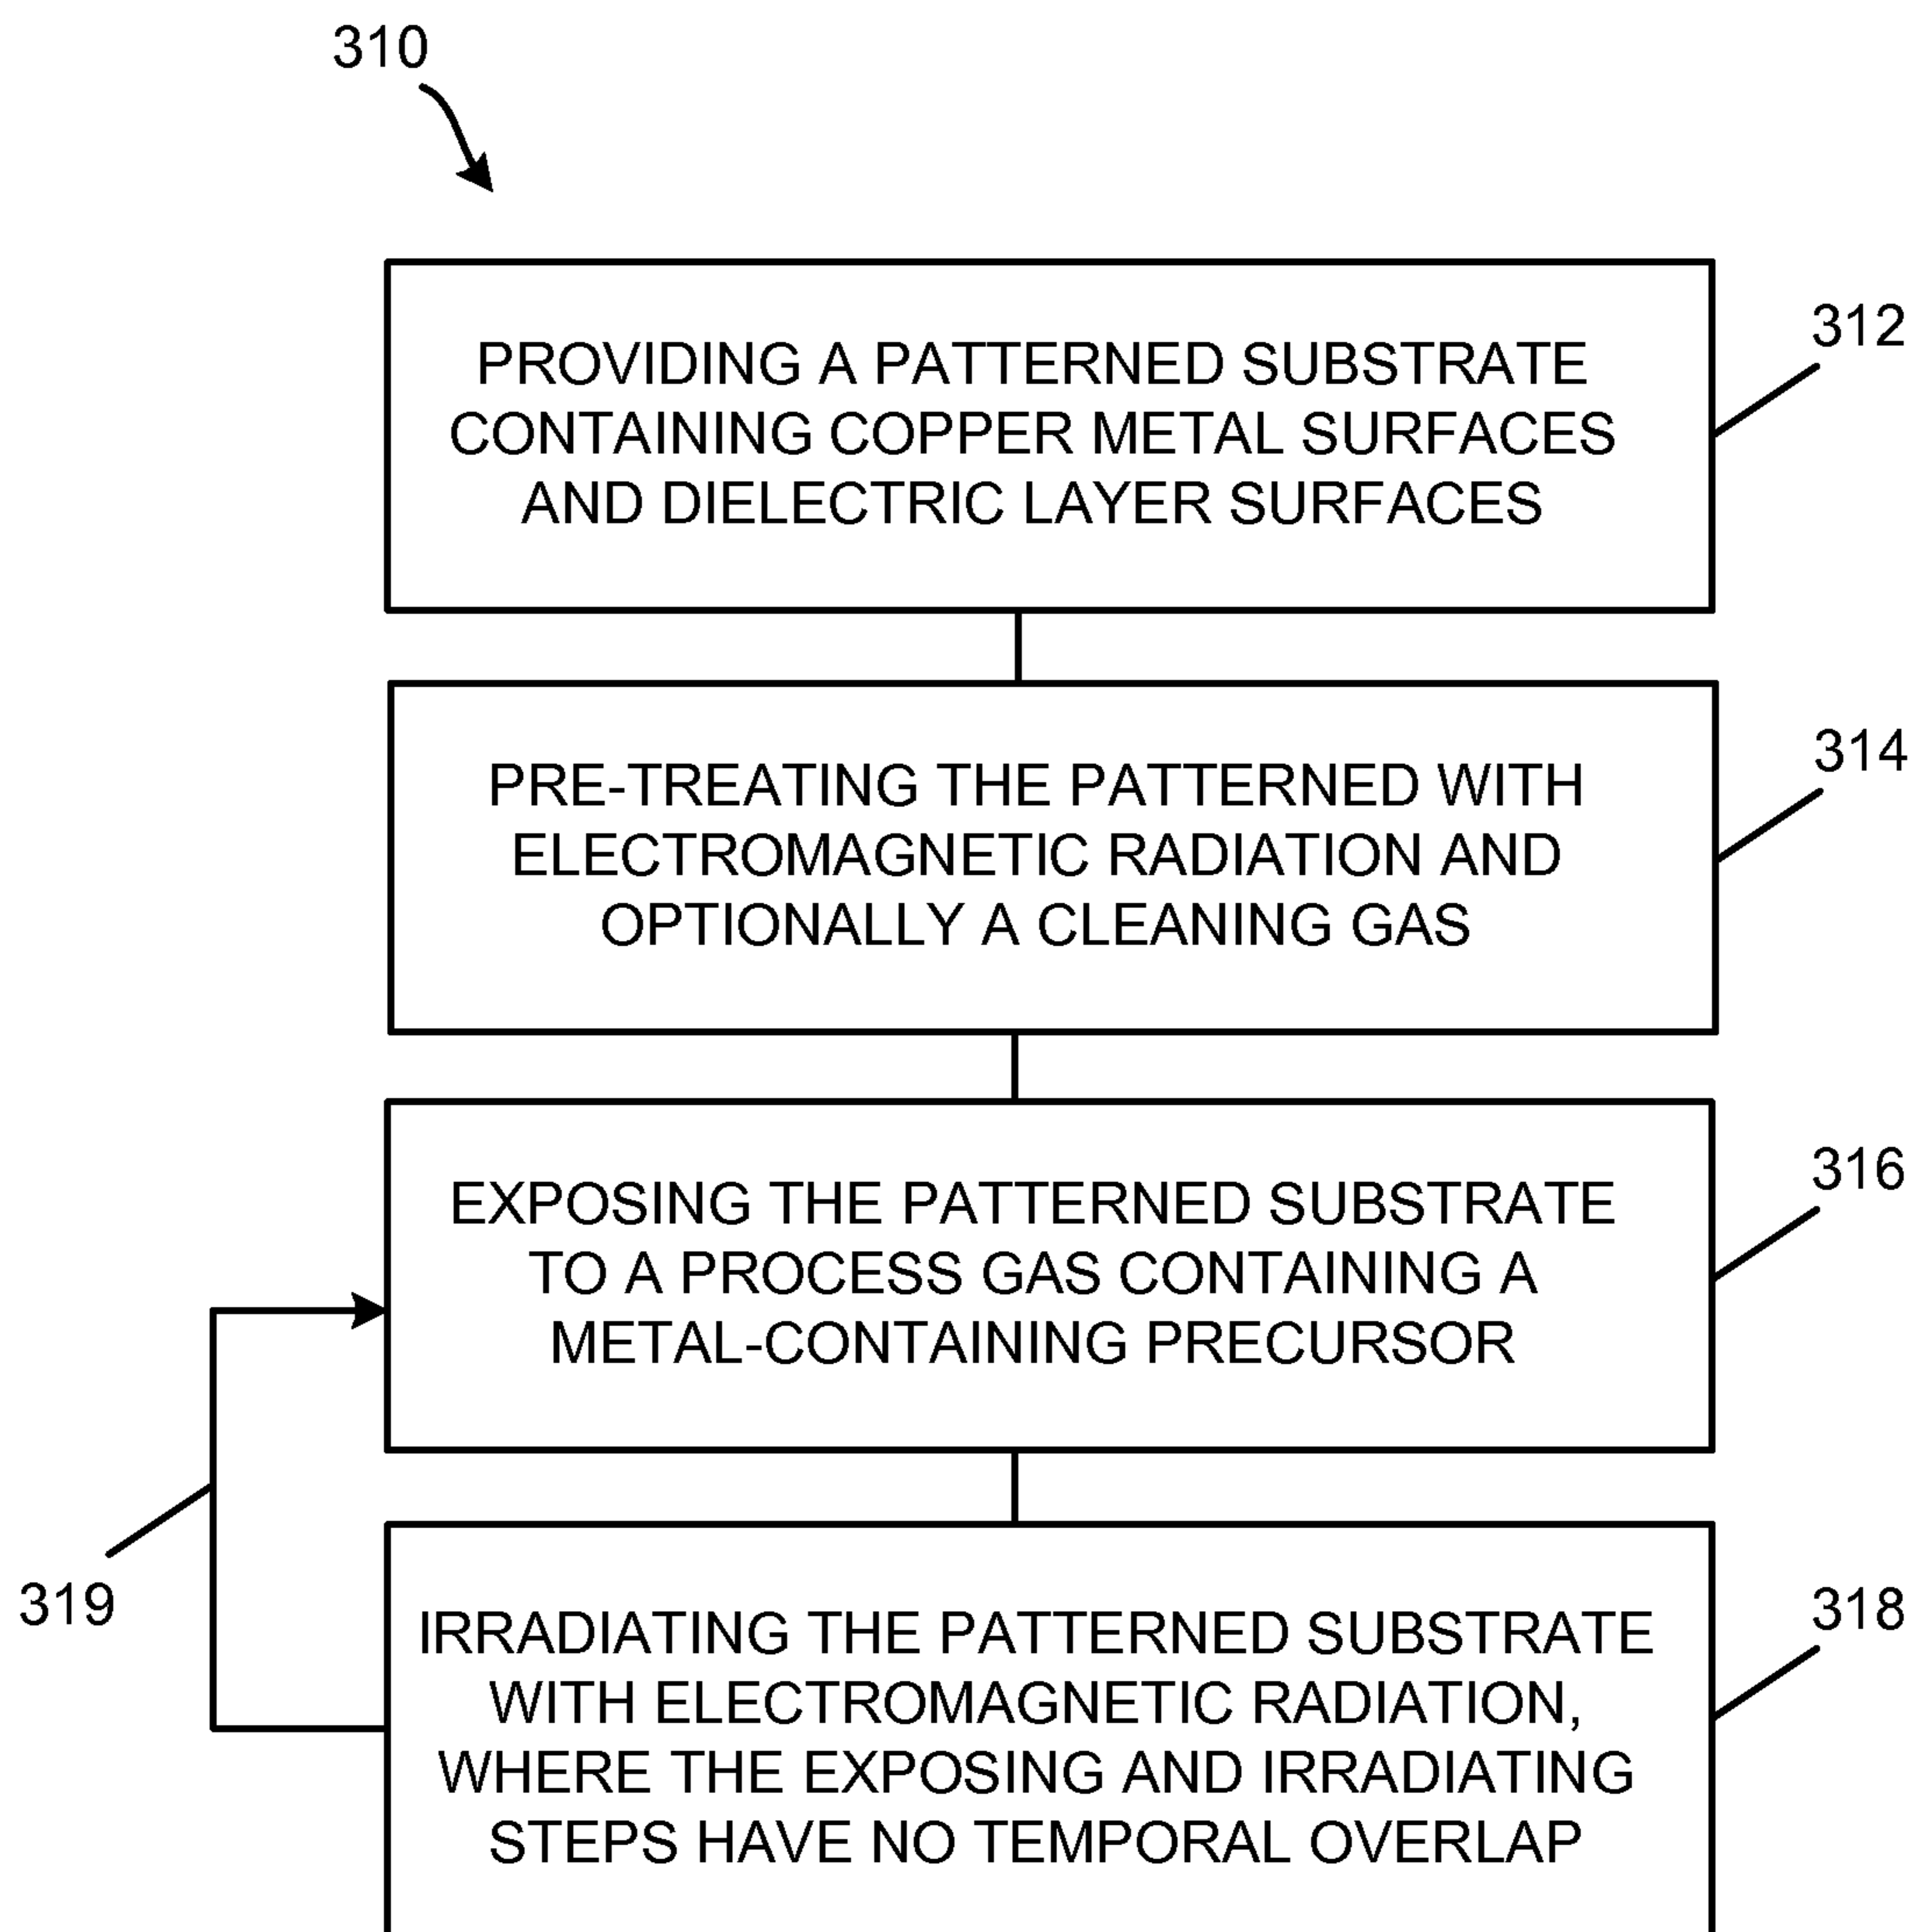 310
PROVIDING A PATTERNED SUBSTRATE
CONTAINING COPPER METAL SURFACES
AND DIELECTRIC LAYER SURFACES
312
PRE-TREATING THE PATTERNED WITH
ELECTROMAGNETIC RADIATION AND
OPTIONALLY A CLEANING GAS
314
EXPOSING THE PATTERNED SUBSTRATE
TO A PROCESS GAS CONTAINING A
METAL-CONTAINING PRECURSOR
316
319
IRRADIATING THE PATTERNED SUBSTRATE
WITH ELECTROMAGNETIC RADIATION,
WHERE THE EXPOSING AND IRRADIATING
STEPS HAVE NO TEMPORAL OVERLAP
318